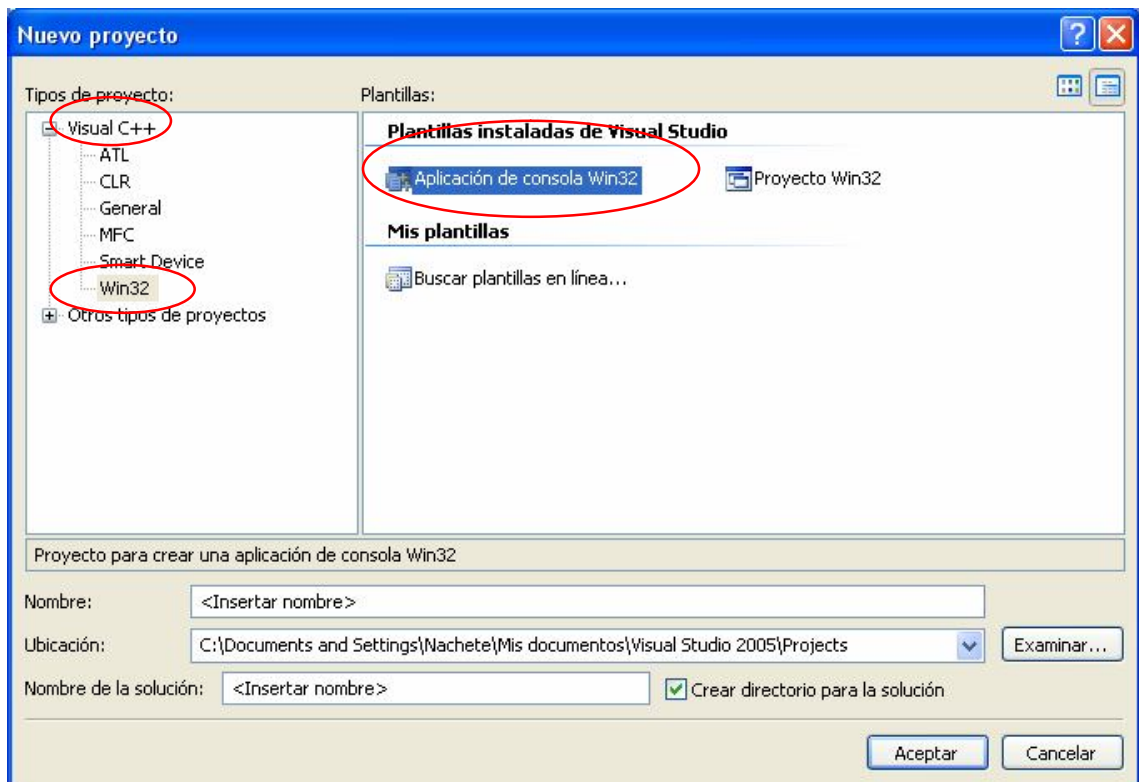 Nuevo proyecto
Tipos de proyecto:
Plantillas:
Visual C++
ATL
CLR
General
MFC
Smart Device
Win32
Otros tipos de proyectos
Plantillas instaladas de Visual Studio
Aplicación de consola Win32
Proyecto Win32
Mis plantillas
Buscar plantillas en línea...
Proyecto para crear una aplicación de consola Win32
Nombre:
<Insertar nombre>
Ubicación:
C:\Documents and Settings\Nachete\Mis documentos\Visual Studio 2005\Projects
Examinar...
Nombre de la solución:
<Insertar nombre>
Crear directorio para la solución
Aceptar
Cancelar